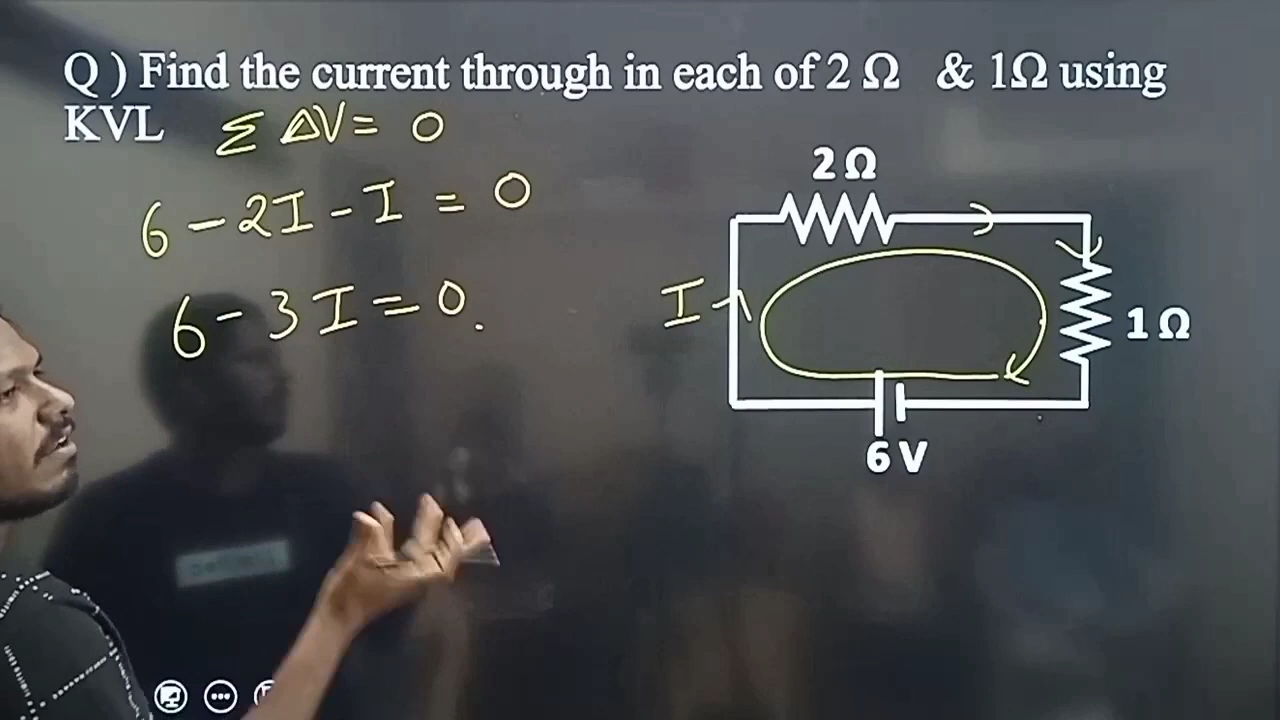 Q ) Find the current through in each of 2 Ω & 1Ω using
KVL Σ ΔV = 0
6 - 2I - I = 0
6 - 3I = 0.
2 Ω
I
1 Ω
6 V